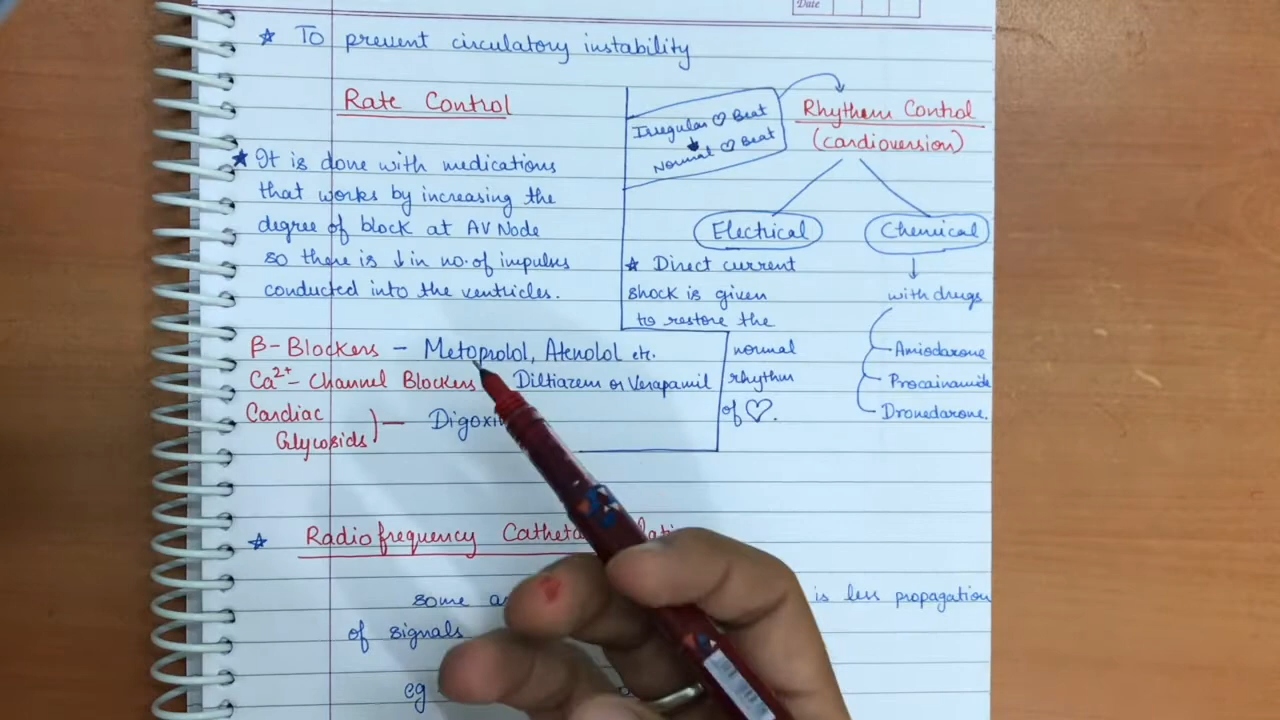 Date
★ To prevent circulatory instability
Rate Control
★ It is done with medications
that works by increasing the
degree of block at AV Node
so there is ↓ in no. of impulses
conducted into the ventricles.
β-Blockers – Metoprolol, Atenolol etc.
Ca²⁺- Channel Blockers Diltiazem or Verapamil
Cardiac
Glycosids ) — Digoxi
Irregular ♡ Beat
Normal ♡ Beat
Rhythem Control
(cardioversion)
Electrical
★ Direct current
shock is given
to restore the
normal
rhythm
of ♡.
Chemical
with drugs
Amiodarone
Procainamide
Dronedarone.
★ Radiofrequency
some is less propagation
of signals
eg